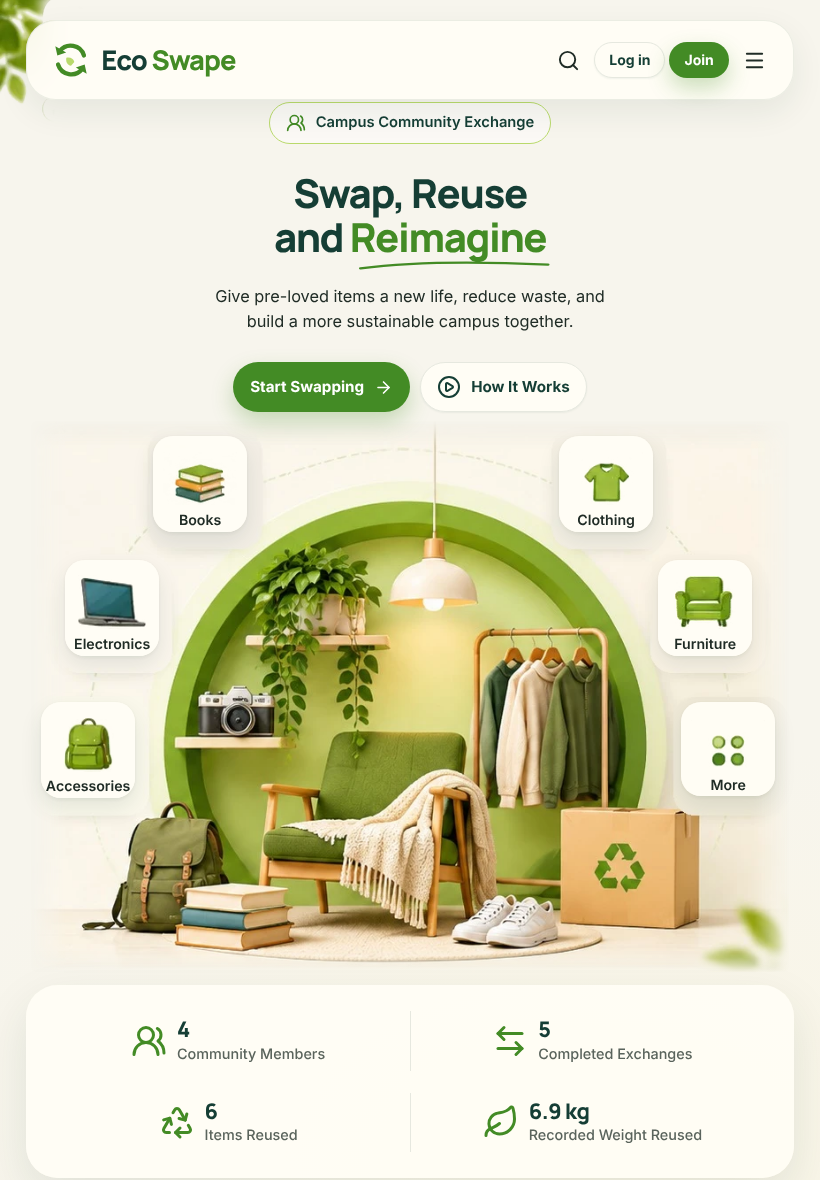 Eco Swape
Log in
Join
Campus Community Exchange
Swap, Reuse
and Reimagine
Give pre-loved items a new life, reduce waste, and
build a more sustainable campus together.
Start Swapping
How It Works
Books
Clothing
Electronics
Furniture
Accessories
More
4
Community Members
5
Completed Exchanges
6
Items Reused
6.9 kg
Recorded Weight Reused